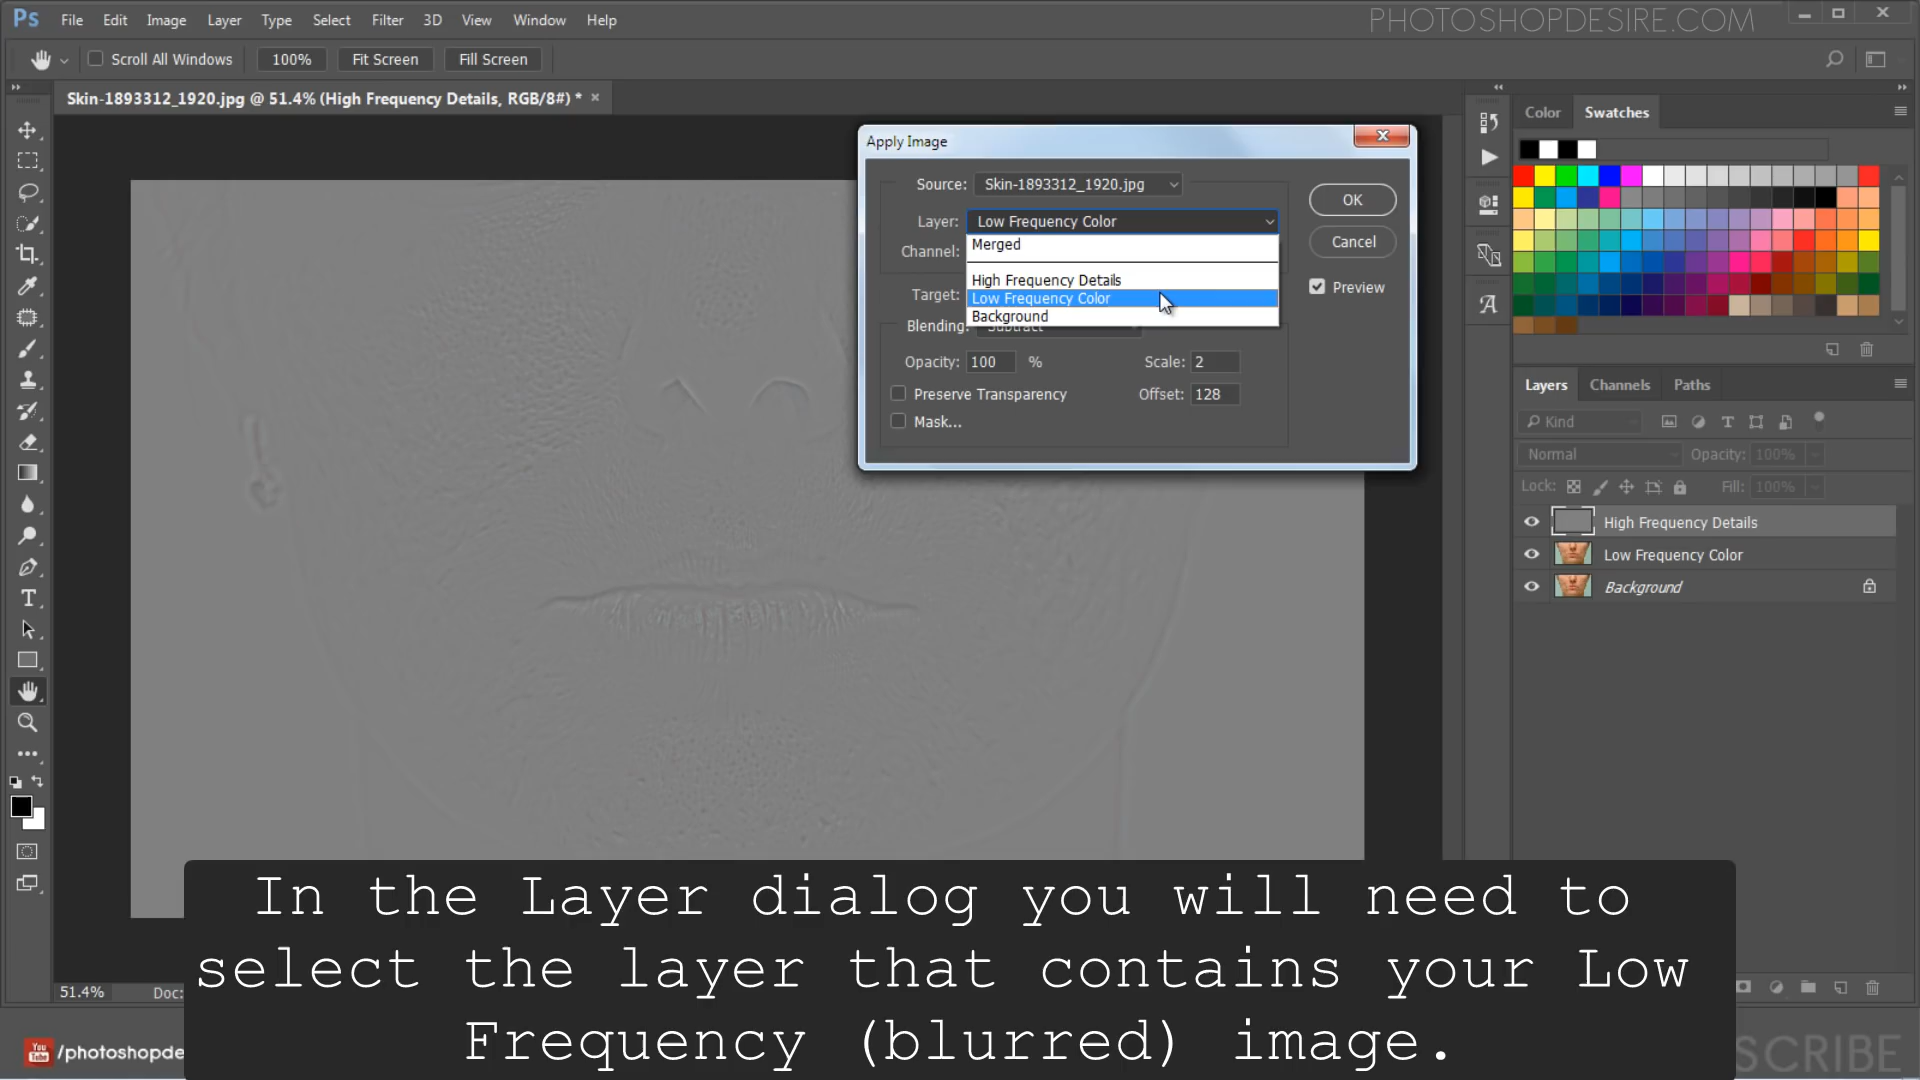 Ps File Edit Image Layer Type Select Filter 3D View Window Help
PHOTOSHOPDESIRE.COM
Scroll All Windows 100% Fit Screen Fill Screen
Skin-1893312_1920.jpg @ 51.4% (High Frequency Details, RGB/8#) * ×
Color Swatches
Apply Image
Source: Skin-1893312_1920.jpg
OK
Layer: Low Frequency Color
Merged
Cancel
Channel:
High Frequency Details
Preview
Target:
Low Frequency Color
Background
Blending: Subtract
Opacity: 100 % Scale: 2
Preserve Transparency Offset: 128
Mask...
Layers Channels Paths
Kind
Normal Opacity: 100%
Lock: Fill: 100%
High Frequency Details
Low Frequency Color
Background
In the Layer dialog you will need to
select the layer that contains your Low
Frequency (blurred) image.
51.4% Doc:
You Tube /photoshopde
SCRIBE